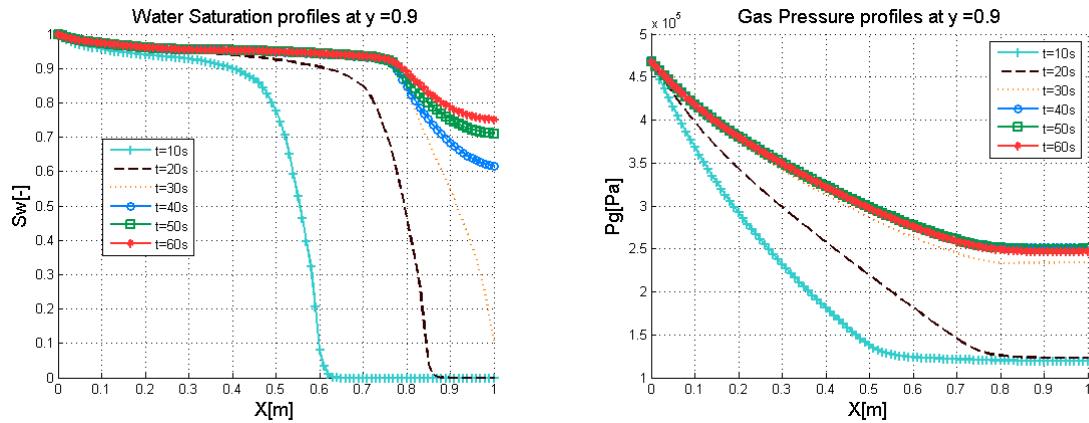 Water Saturation profiles at y =0.9
1
0.9
0.8
0.7
0.6
0.5
0.4
0.3
0.2
0.1
0
Sw[-]
t=10s
t=20s
t=30s
t=40s
t=50s
t=60s
0 0.1 0.2 0.3 0.4 0.5 0.6 0.7 0.8 0.9 1
X[m]
Gas Pressure profiles at y =0.9
x 10^5
5
4.5
4
3.5
3
2.5
2
1.5
1
Pg[Pa]
t=10s
t=20s
t=30s
t=40s
t=50s
t=60s
0 0.1 0.2 0.3 0.4 0.5 0.6 0.7 0.8 0.9 1
X[m]